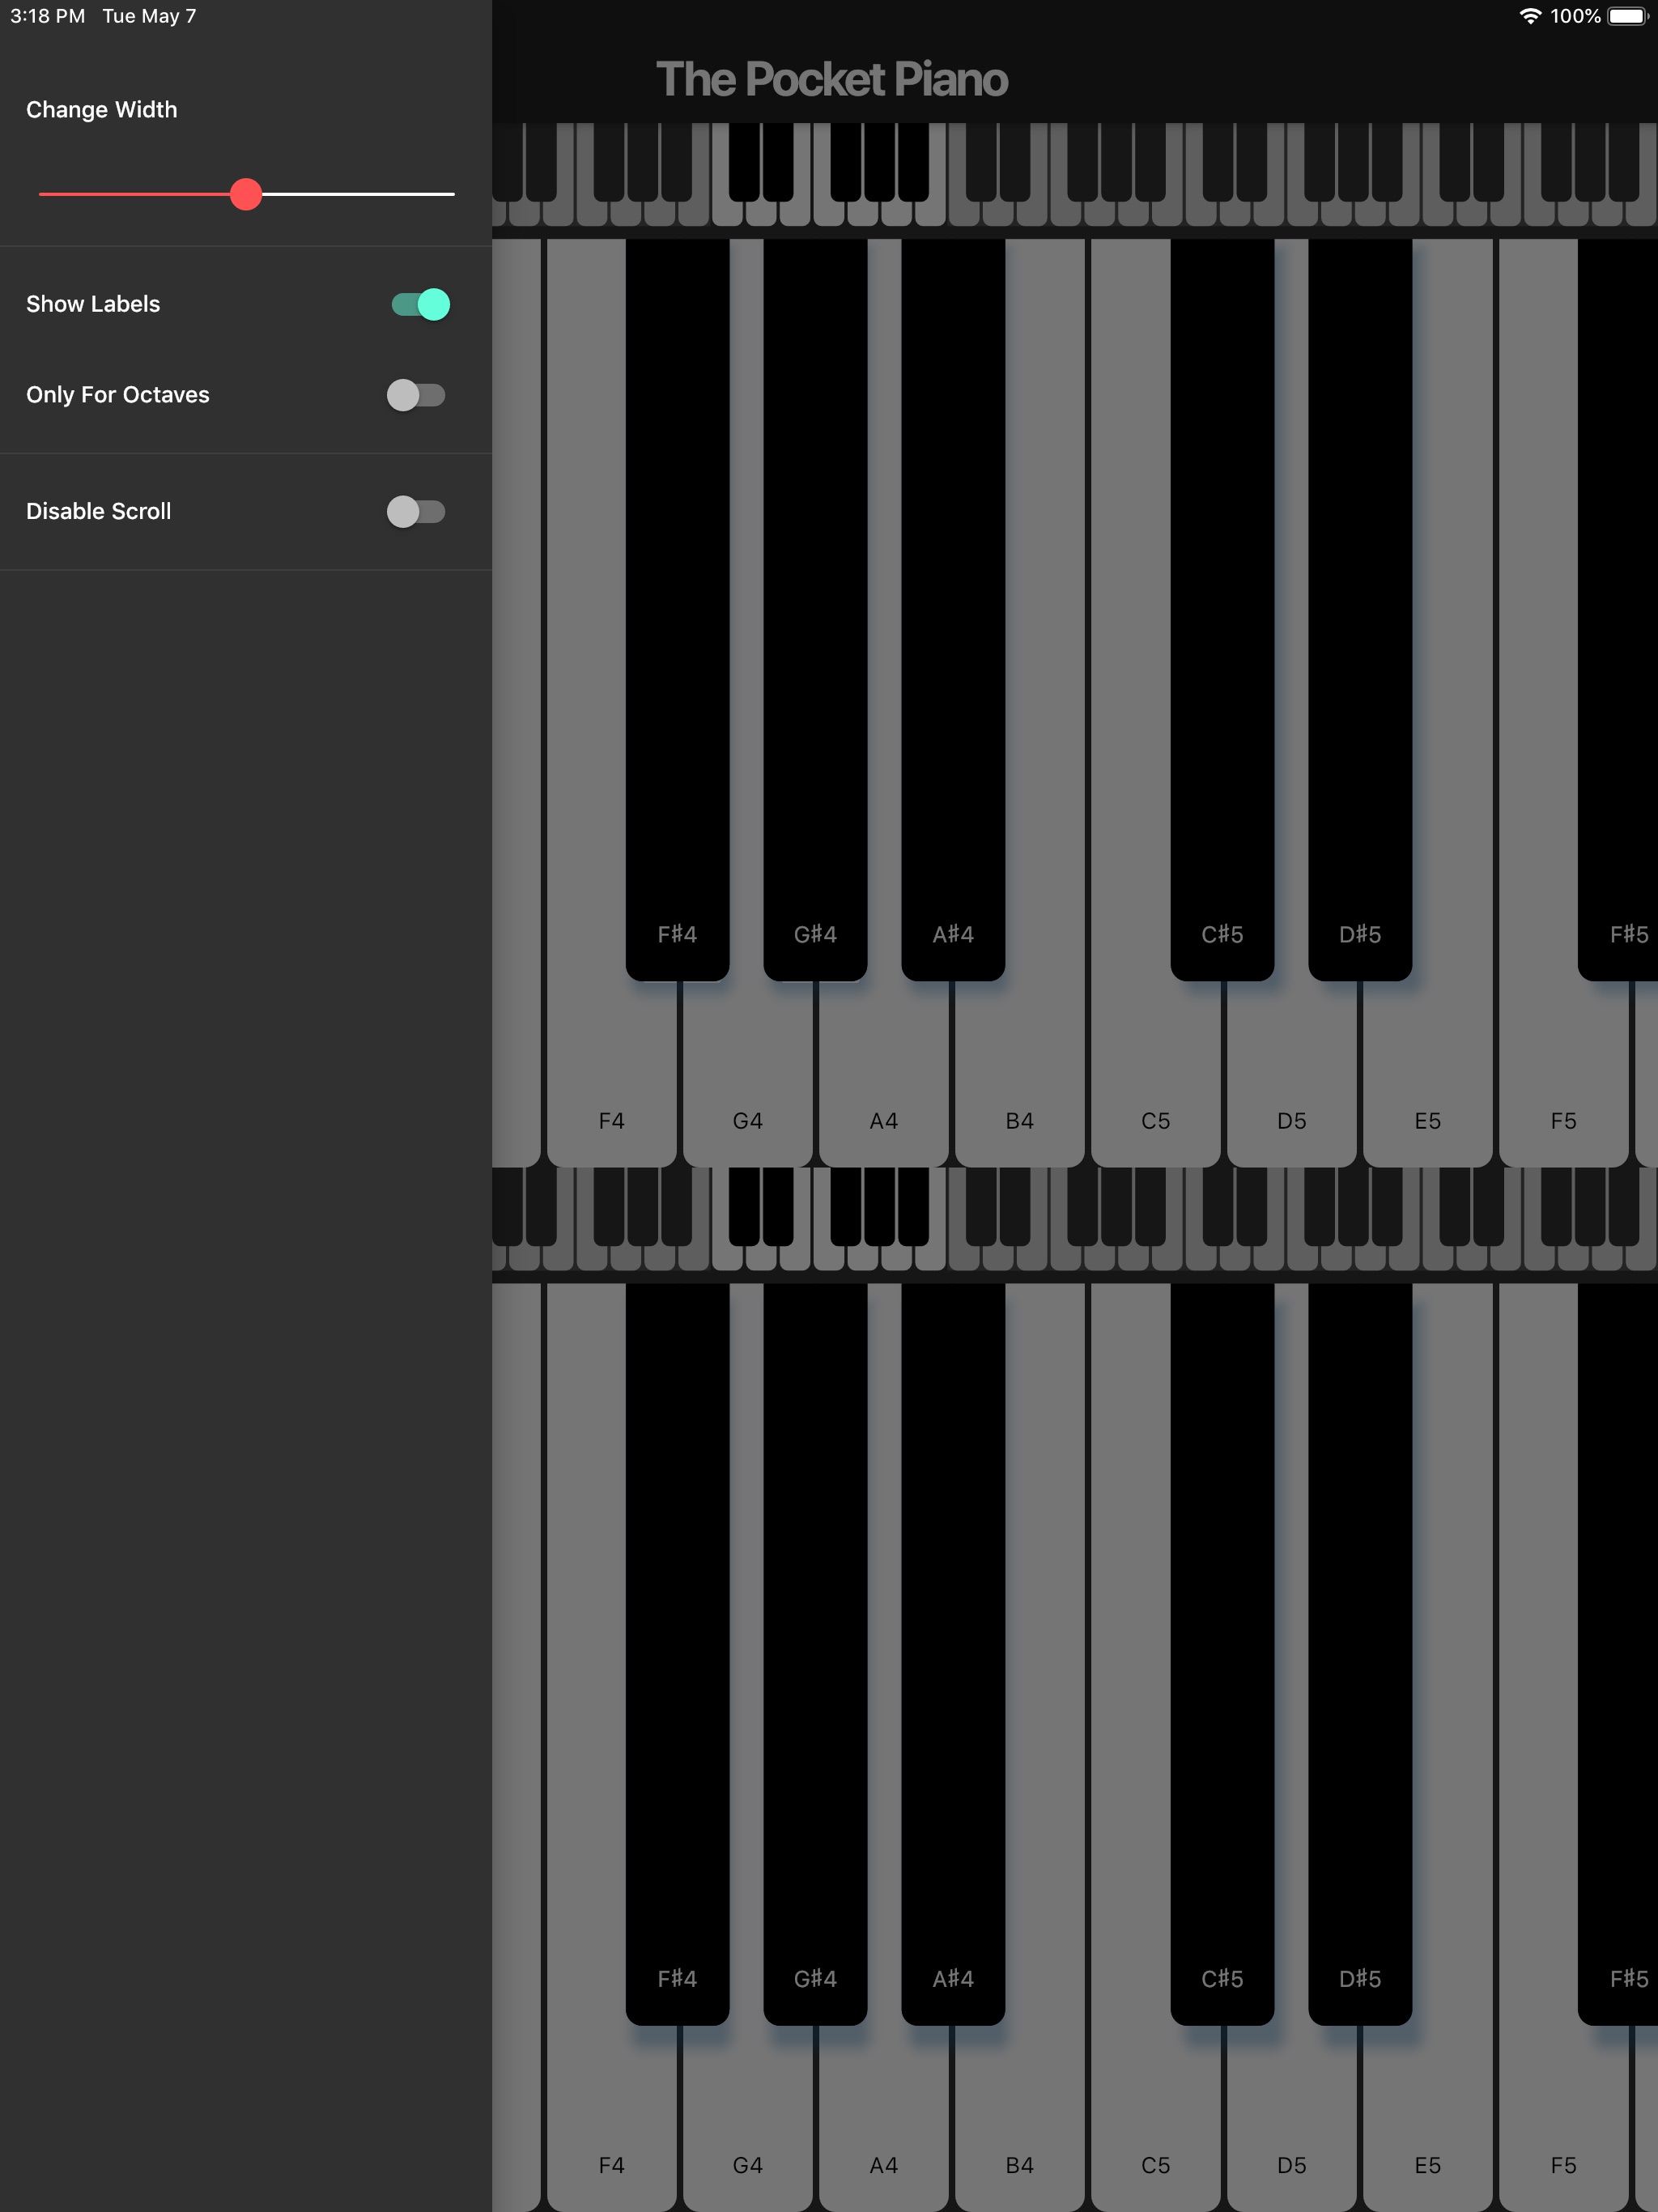 3:18 PM Tue May 7
100%
The Pocket Piano
Change Width
Show Labels
Only For Octaves
Disable Scroll
F♯4 G♯4 A♯4 C♯5 D♯5 F♯5
F4 G4 A4 B4 C5 D5 E5 F5
F♯4 G♯4 A♯4 C♯5 D♯5 F♯5
F4 G4 A4 B4 C5 D5 E5 F5